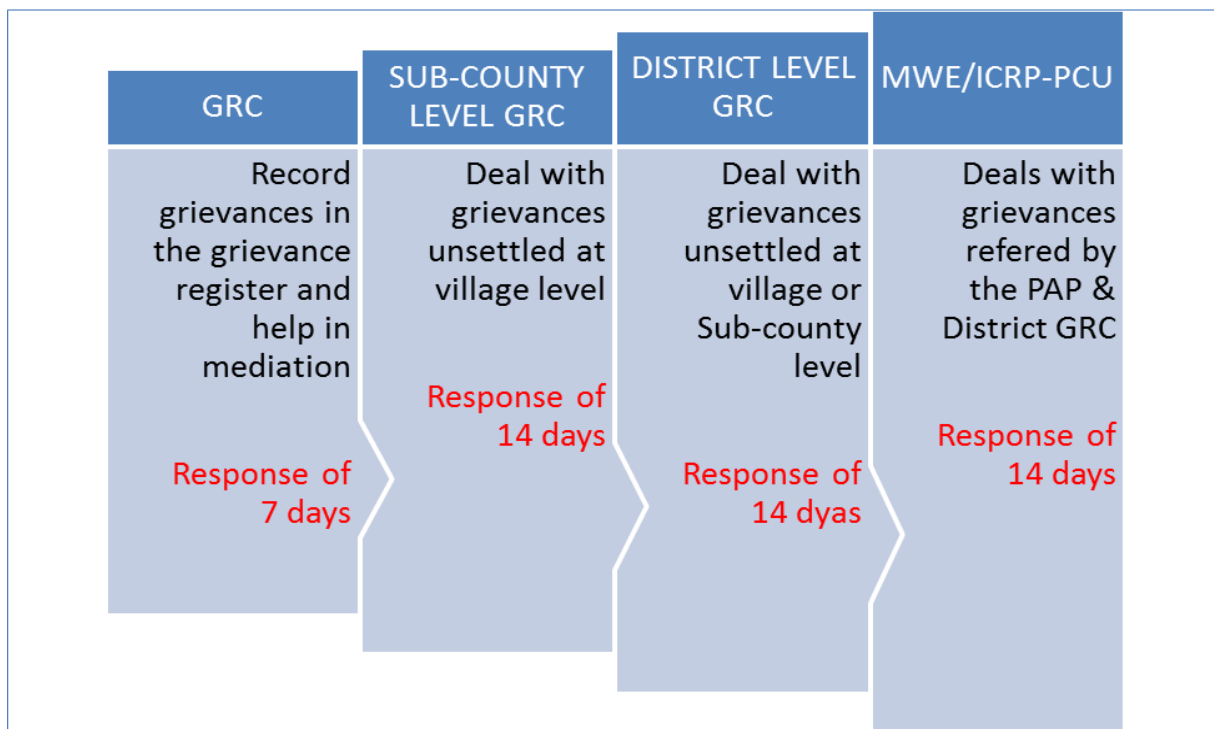 GRC
Record
grievances in
the grievance
register and
help in
mediation
Response of
7 days
SUB-COUNTY
LEVEL GRC
Deal with
grievances
unsettled at
village level
Response of
14 days
DISTRICT LEVEL
GRC
Deal with
grievances
unsettled at
village or
Sub-county
level
Response of
14 dyas
MWE/ICRP-PCU
Deals with
grievances
refered by
the PAP &
District GRC
Response of
14 days